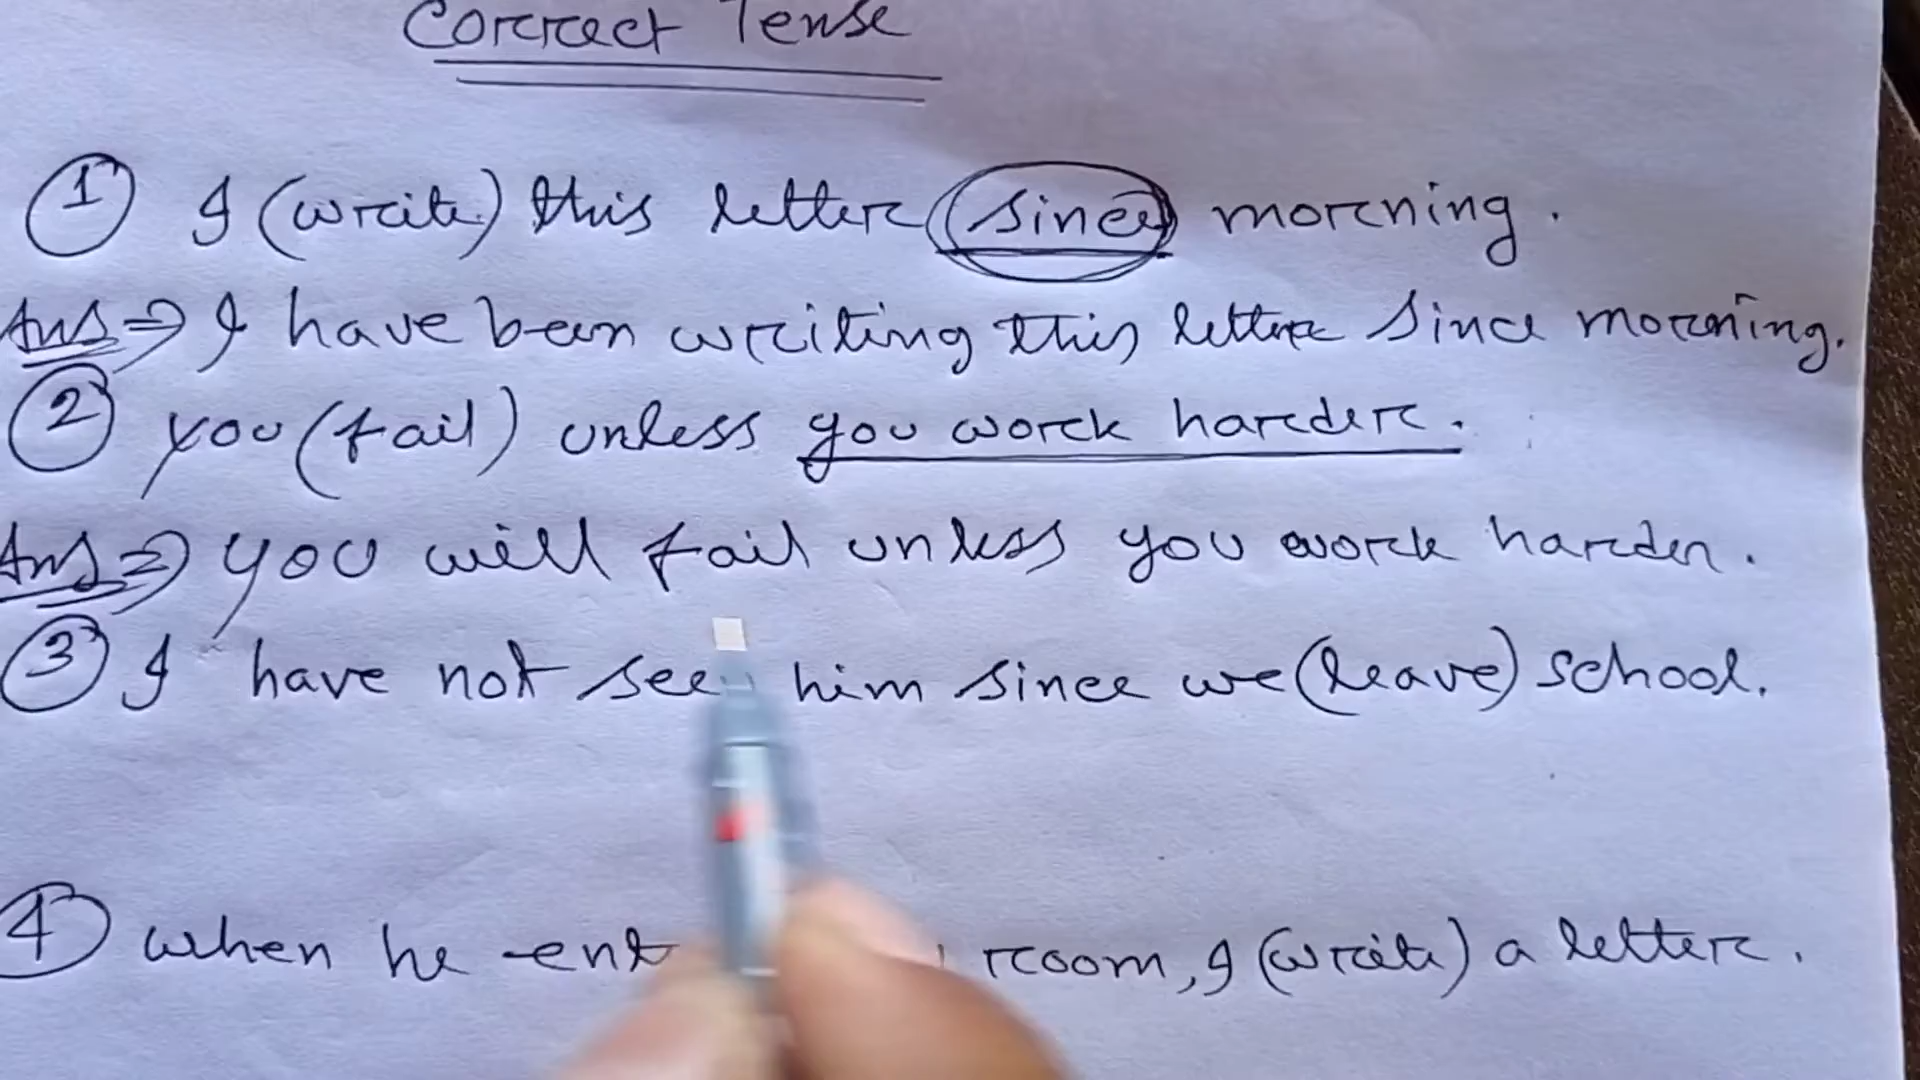 Correct Tense
1 I (write) this letter since morning.
Ans⇒ I have been writing this letter since morning.
2 you (fail) unless you work harder.
Ans⇒ you will fail unless you work harder.
3 I have not seen him since we (leave) school.
4 when he room, I (write) a letter.